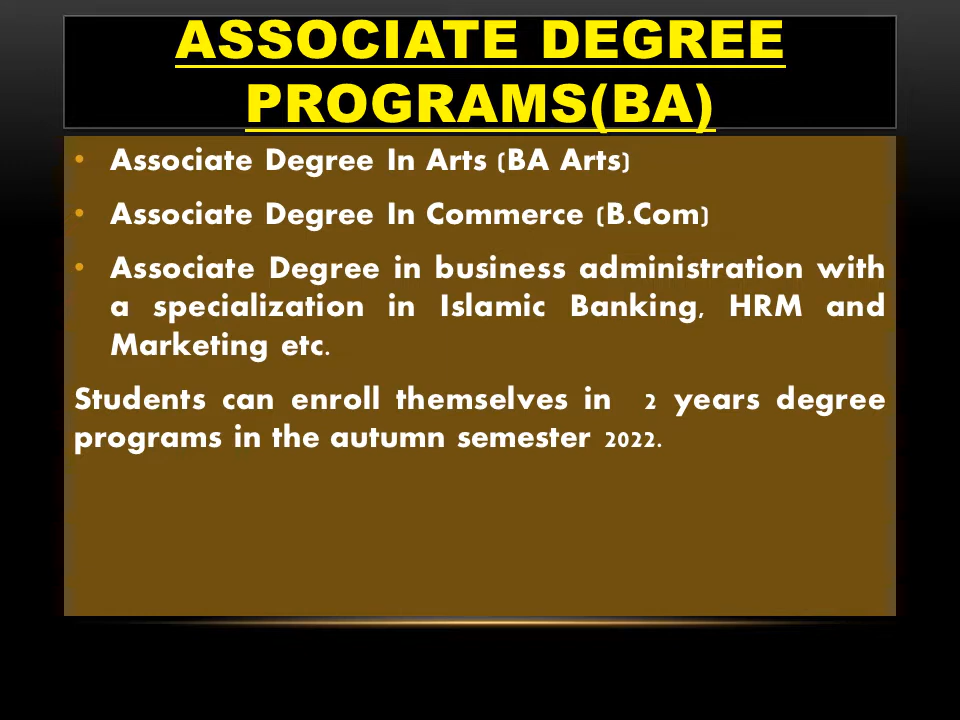 ASSOCIATE DEGREE
PROGRAMS(BA)
• Associate Degree In Arts (BA Arts)
• Associate Degree In Commerce (B.Com)
• Associate Degree in business administration with
a specialization in Islamic Banking, HRM and
Marketing etc.
Students can enroll themselves in 2 years degree
programs in the autumn semester 2022.